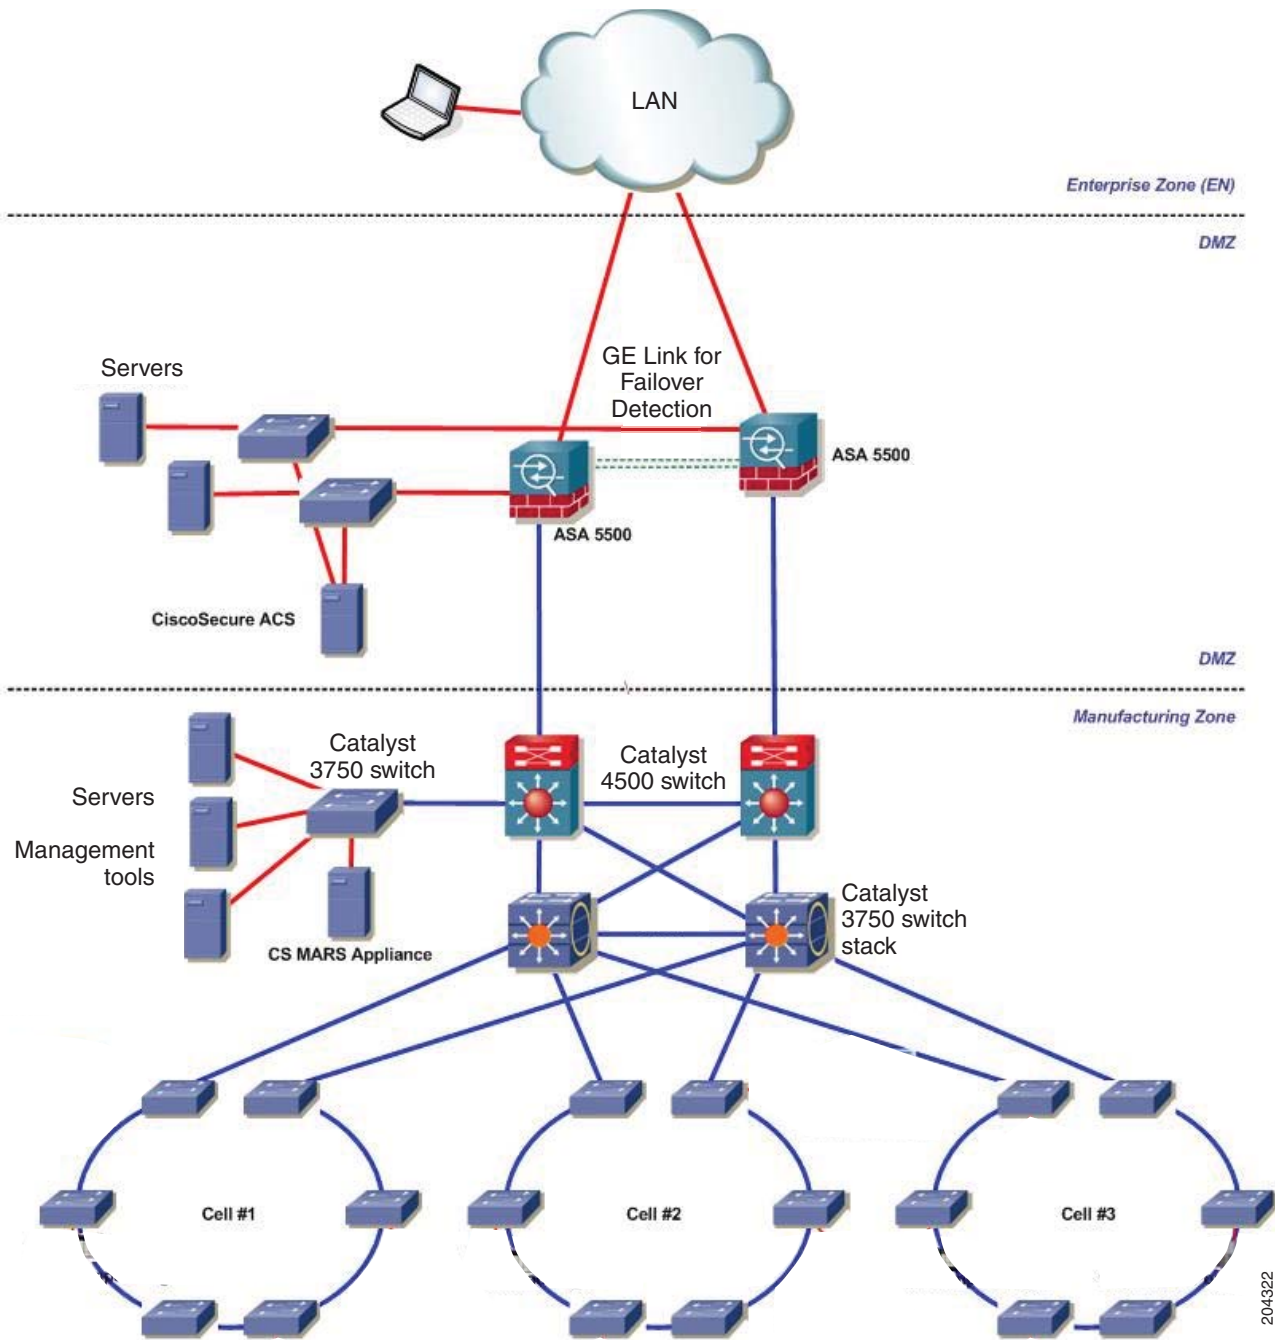 LAN
Enterprise Zone (EN)
DMZ
Servers
GE Link for
Failover
Detection
ASA 5500
ASA 5500
CiscoSecure ACS
DMZ
Manufacturing Zone
Catalyst
3750 switch
Catalyst
4500 switch
Servers
Management
tools
Catalyst
3750 switch
stack
CS MARS Appliance
Cell #1
Cell #2
Cell #3
204322